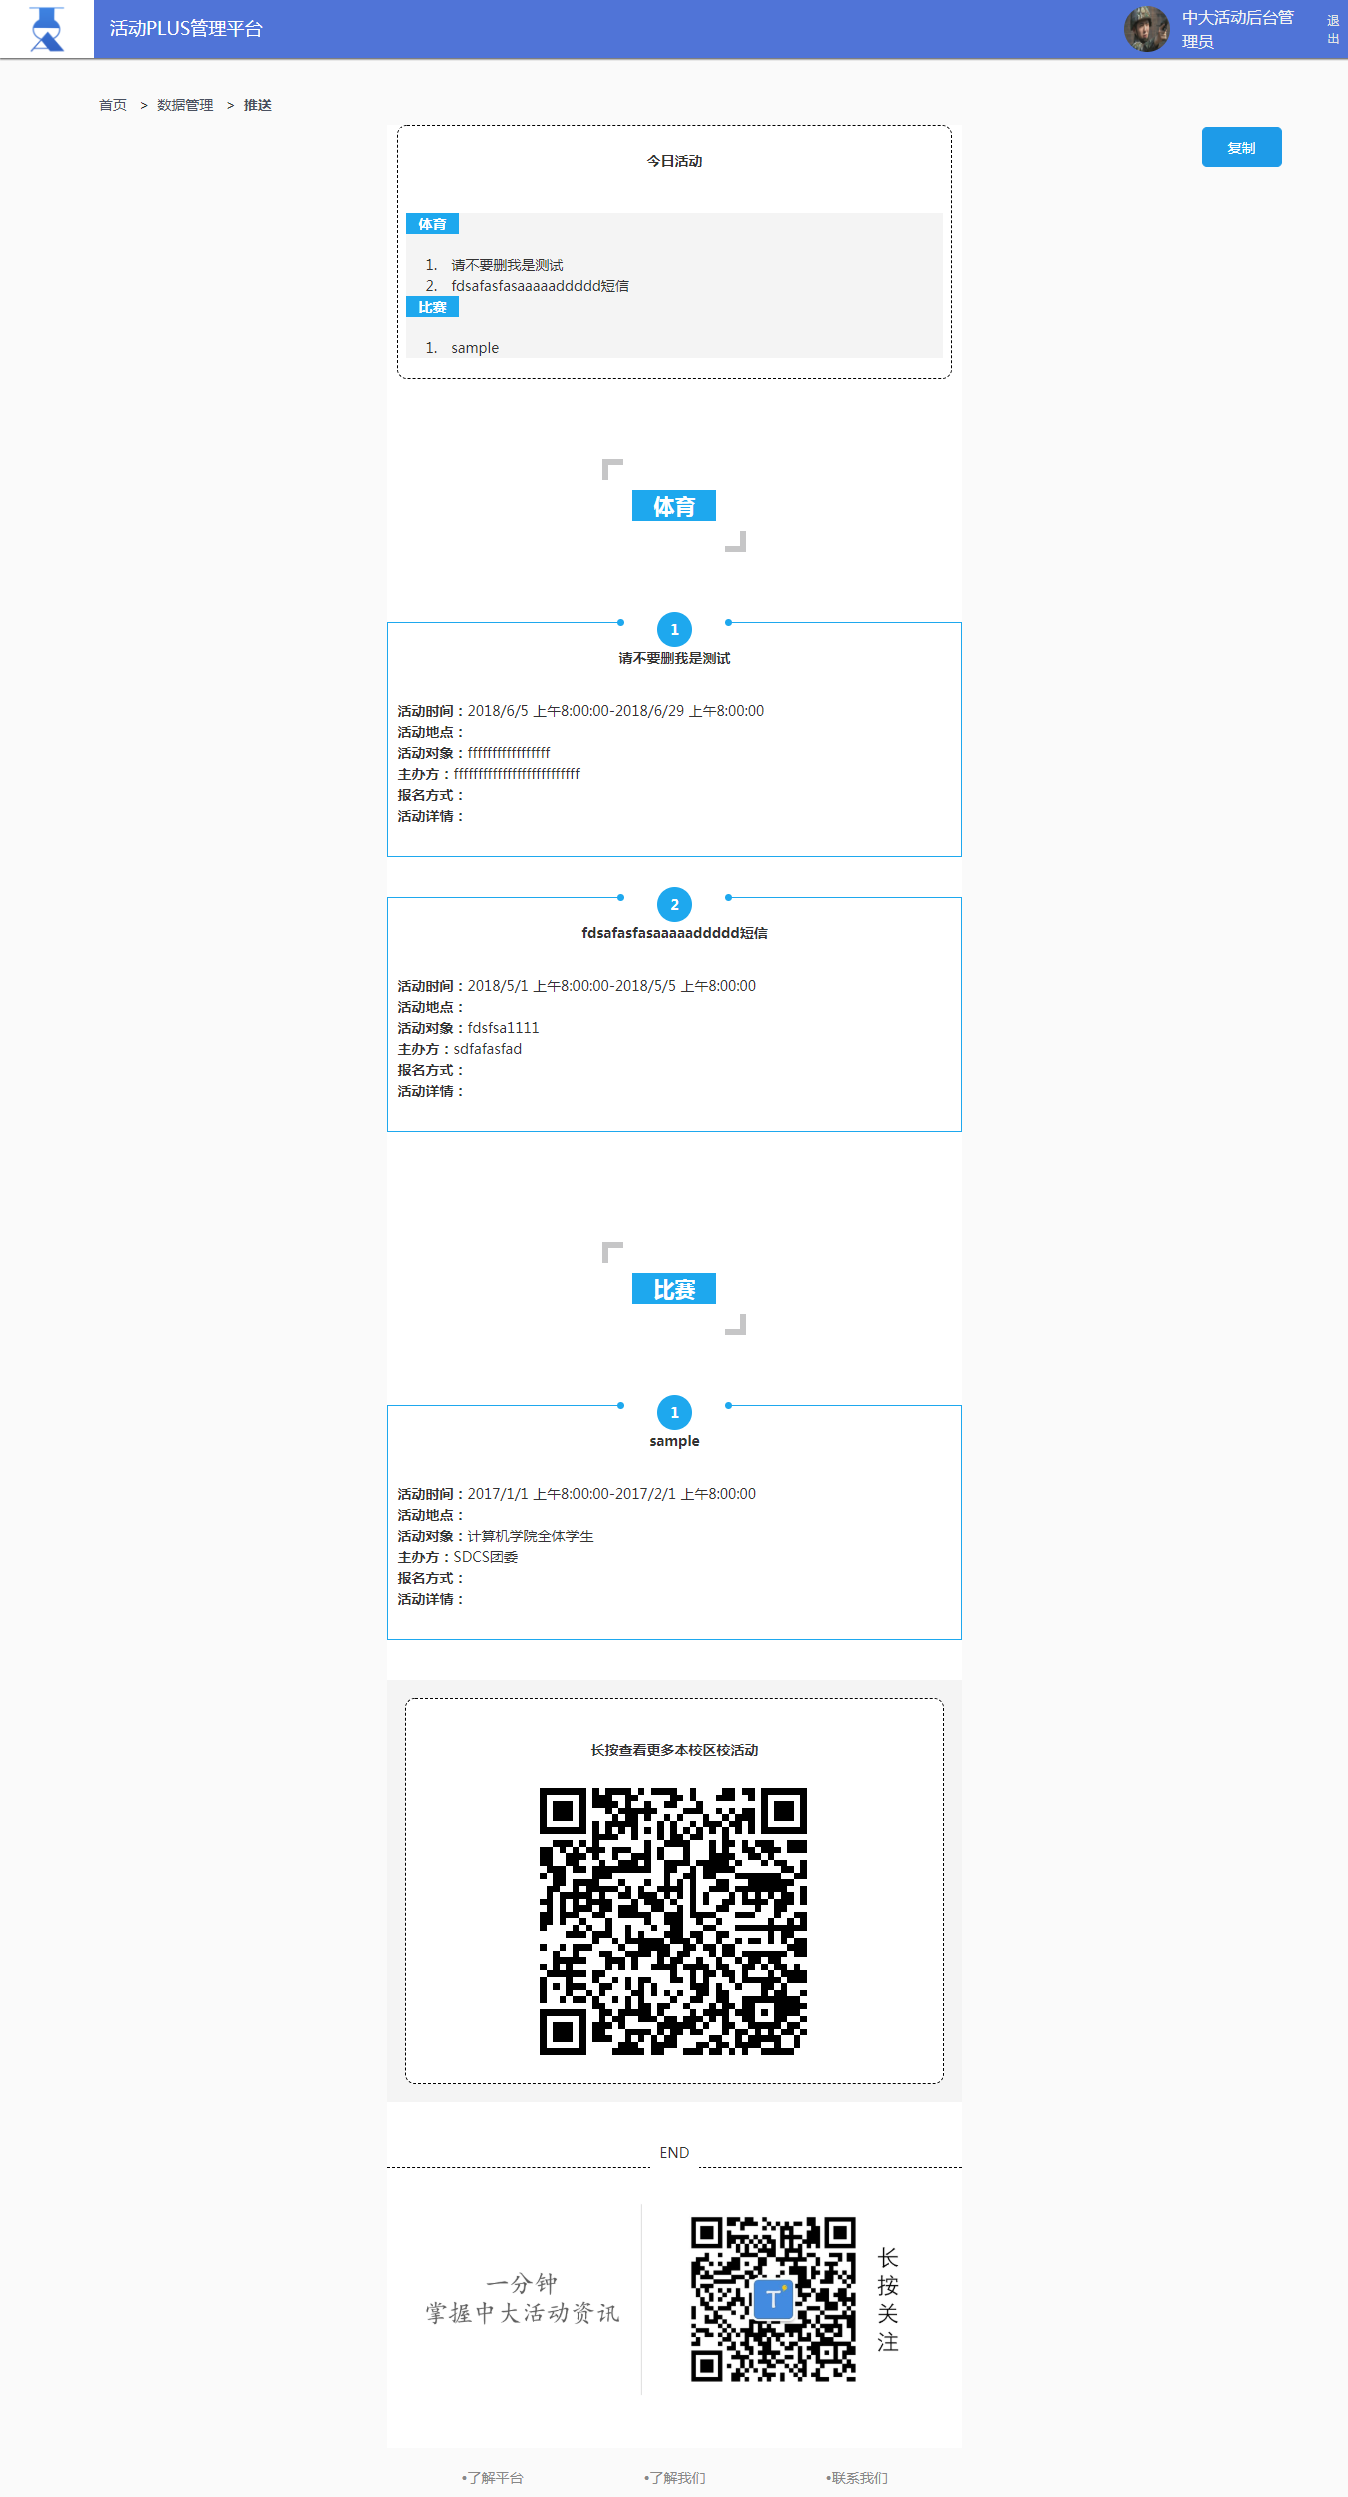 活动PLUS管理平台
中大活动后台管
理员
退
出
首页 > 数据管理 > 推送
复制
今日活动
体育
1. 请不要删我是测试
2. fdsafasfasaaaaaddddd短信
比赛
1. sample
体育
1
请不要删我是测试
活动时间：2018/6/5 上午8:00:00-2018/6/29 上午8:00:00
活动地点：
活动对象：fffffffffffffffff
主办方：ffffffffffffffffffffffffff
报名方式：
活动详情：
2
fdsafasfasaaaaaddddd短信
活动时间：2018/5/1 上午8:00:00-2018/5/5 上午8:00:00
活动地点：
活动对象：fdsfsa1111
主办方：sdfafasfad
报名方式：
活动详情：
比赛
1
sample
活动时间：2017/1/1 上午8:00:00-2017/2/1 上午8:00:00
活动地点：
活动对象：计算机学院全体学生
主办方：SDCS团委
报名方式：
活动详情：
长按查看更多本校区校活动
END
一分钟
掌握中大活动资讯
T
长
按
关
注
•了解平台 •了解我们 •联系我们